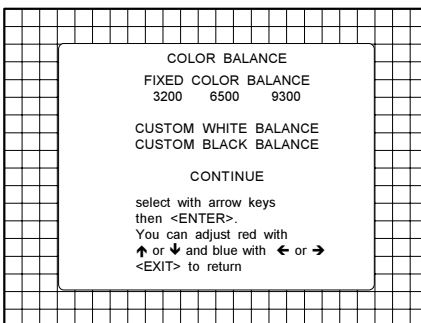 COLOR BALANCE
FIXED COLOR BALANCE
3200 6500 9300
CUSTOM WHITE BALANCE
CUSTOM BLACK BALANCE
CONTINUE
select with arrow keys
then <ENTER>.
You can adjust red with
↑ or ↓ and blue with ← or →
<EXIT> to return